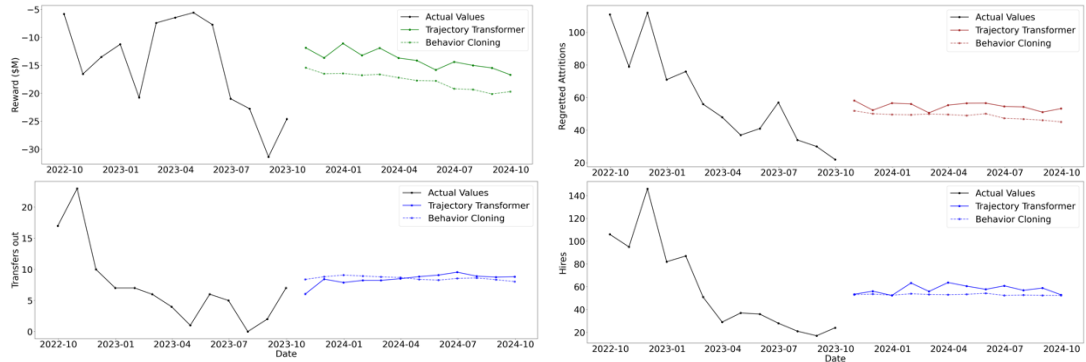 Reward ($M)
−5
−10
−15
−20
−25
−30
Actual Values
Trajectory Transformer
Behavior Cloning
2022-10 2023-01 2023-04 2023-07 2023-10 2024-01 2024-04 2024-07 2024-10
Regretted Attritions
100
80
60
40
20
Actual Values
Trajectory Transformer
Behavior Cloning
2022-10 2023-01 2023-04 2023-07 2023-10 2024-01 2024-04 2024-07 2024-10
Transfers out
20
15
10
5
0
Actual Values
Trajectory Transformer
Behavior Cloning
2022-10 2023-01 2023-04 2023-07 2023-10 2024-01 2024-04 2024-07 2024-10
Date
Hires
140
120
100
80
60
40
20
Actual Values
Trajectory Transformer
Behavior Cloning
2022-10 2023-01 2023-04 2023-07 2023-10 2024-01 2024-04 2024-07 2024-10
Date